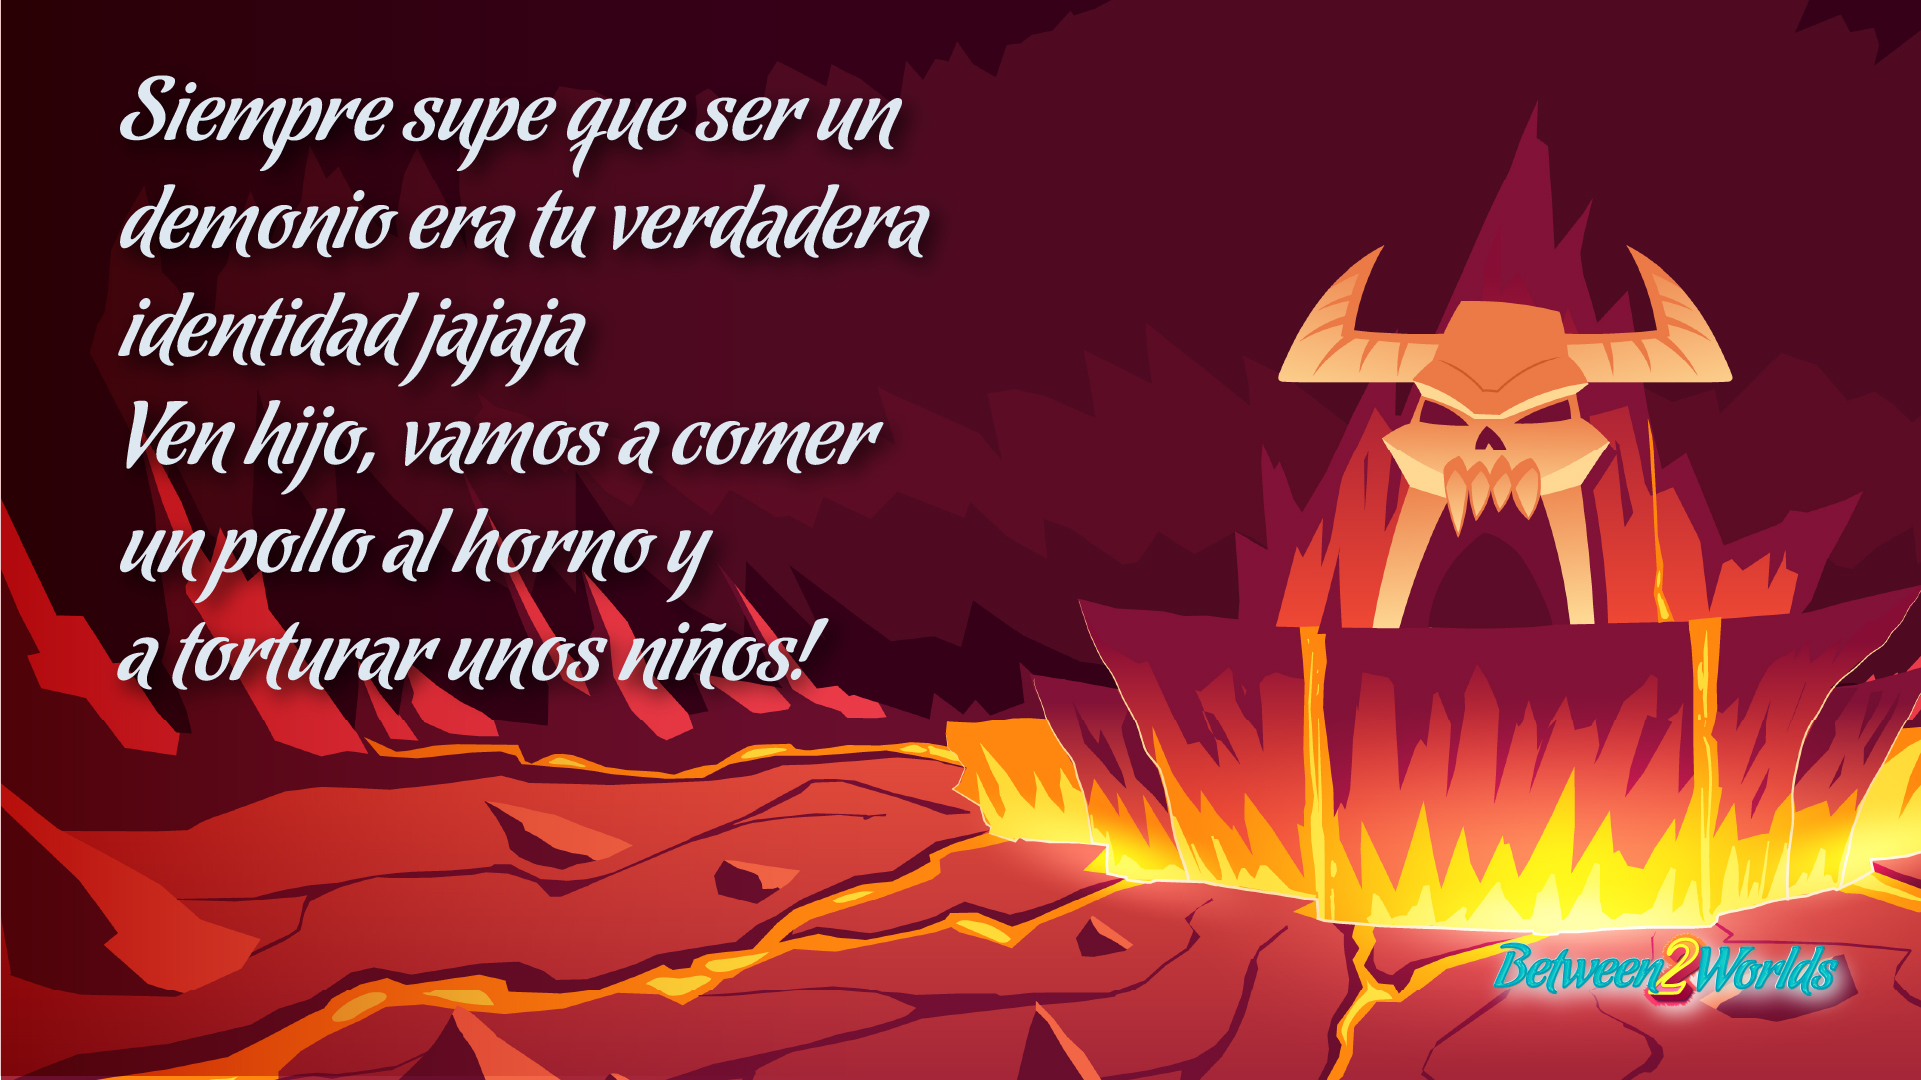 Siempre supe que ser un
demonio era tu verdadera
identidad jajaja
Ven hijo, vamos a comer
un pollo al horno y
a torturar unos niños!
Between2Worlds